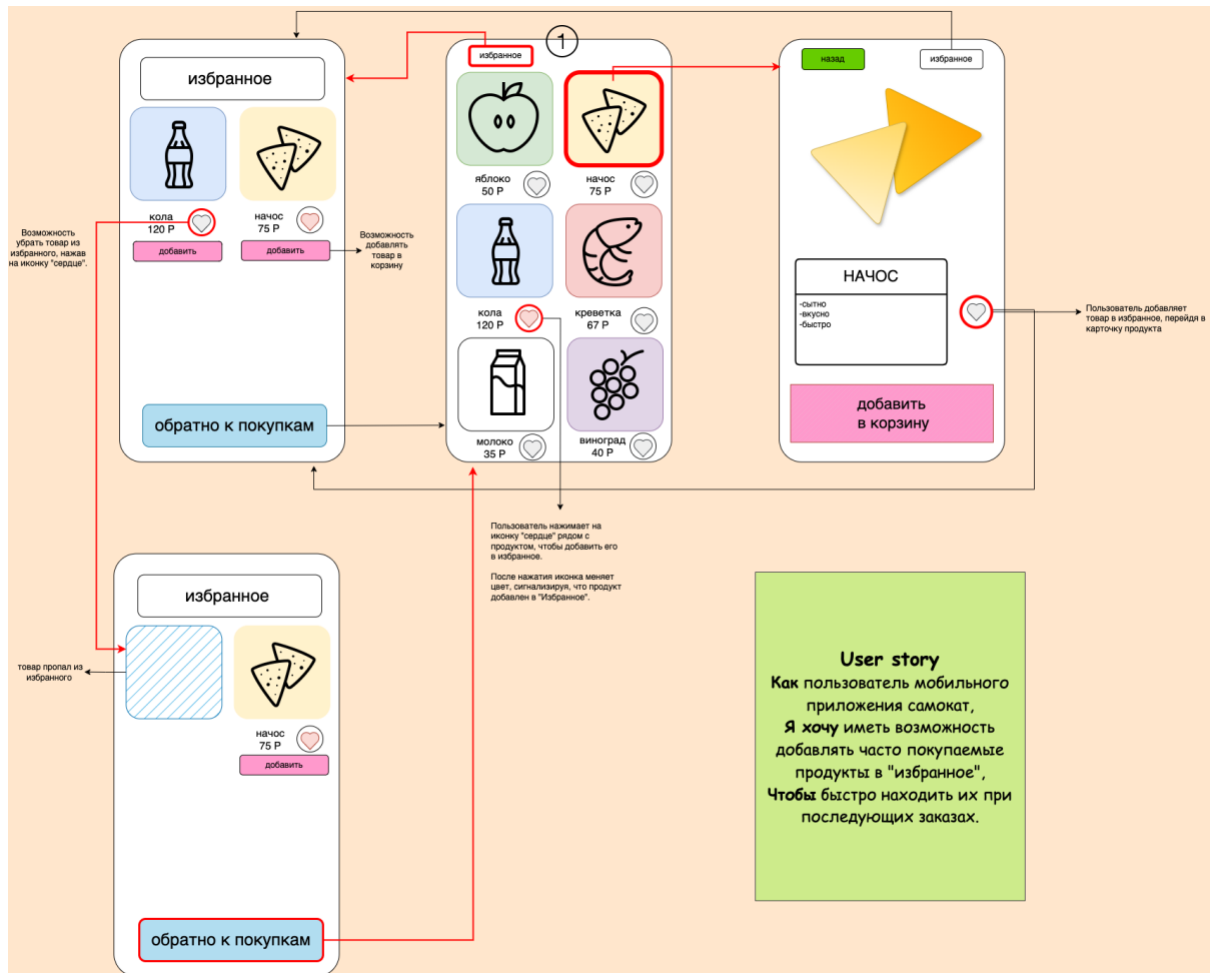 избранное
кола
120 Р
начос
75 Р
добавить
добавить
обратно к покупкам
Возможность
убрать товар из
избранного, нажав
на иконку "сердце".
Возможность
добавлять
товар в
корзину
1
избранное
яблоко
50 Р
начос
75 Р
кола
120 Р
креветка
67 Р
молоко
35 Р
виноград
40 Р
Пользователь нажимает на
иконку "сердце" рядом с
продуктом, чтобы добавить его
в избранное.
После нажатия иконка меняет
цвет, сигнализируя, что продукт
добавлен в "Избранное".
назад
избранное
НАЧОС
-сытно
-вкусно
-быстро
добавить
в корзину
Пользователь добавляет
товар в избранное, перейдя в
карточку продукта
избранное
товар пропал из
избранного
начос
75 Р
добавить
обратно к покупкам
User story
Как пользователь мобильного
приложения самокат,
Я хочу иметь возможность
добавлять часто покупаемые
продукты в "избранное",
Чтобы быстро находить их при
последующих заказах.